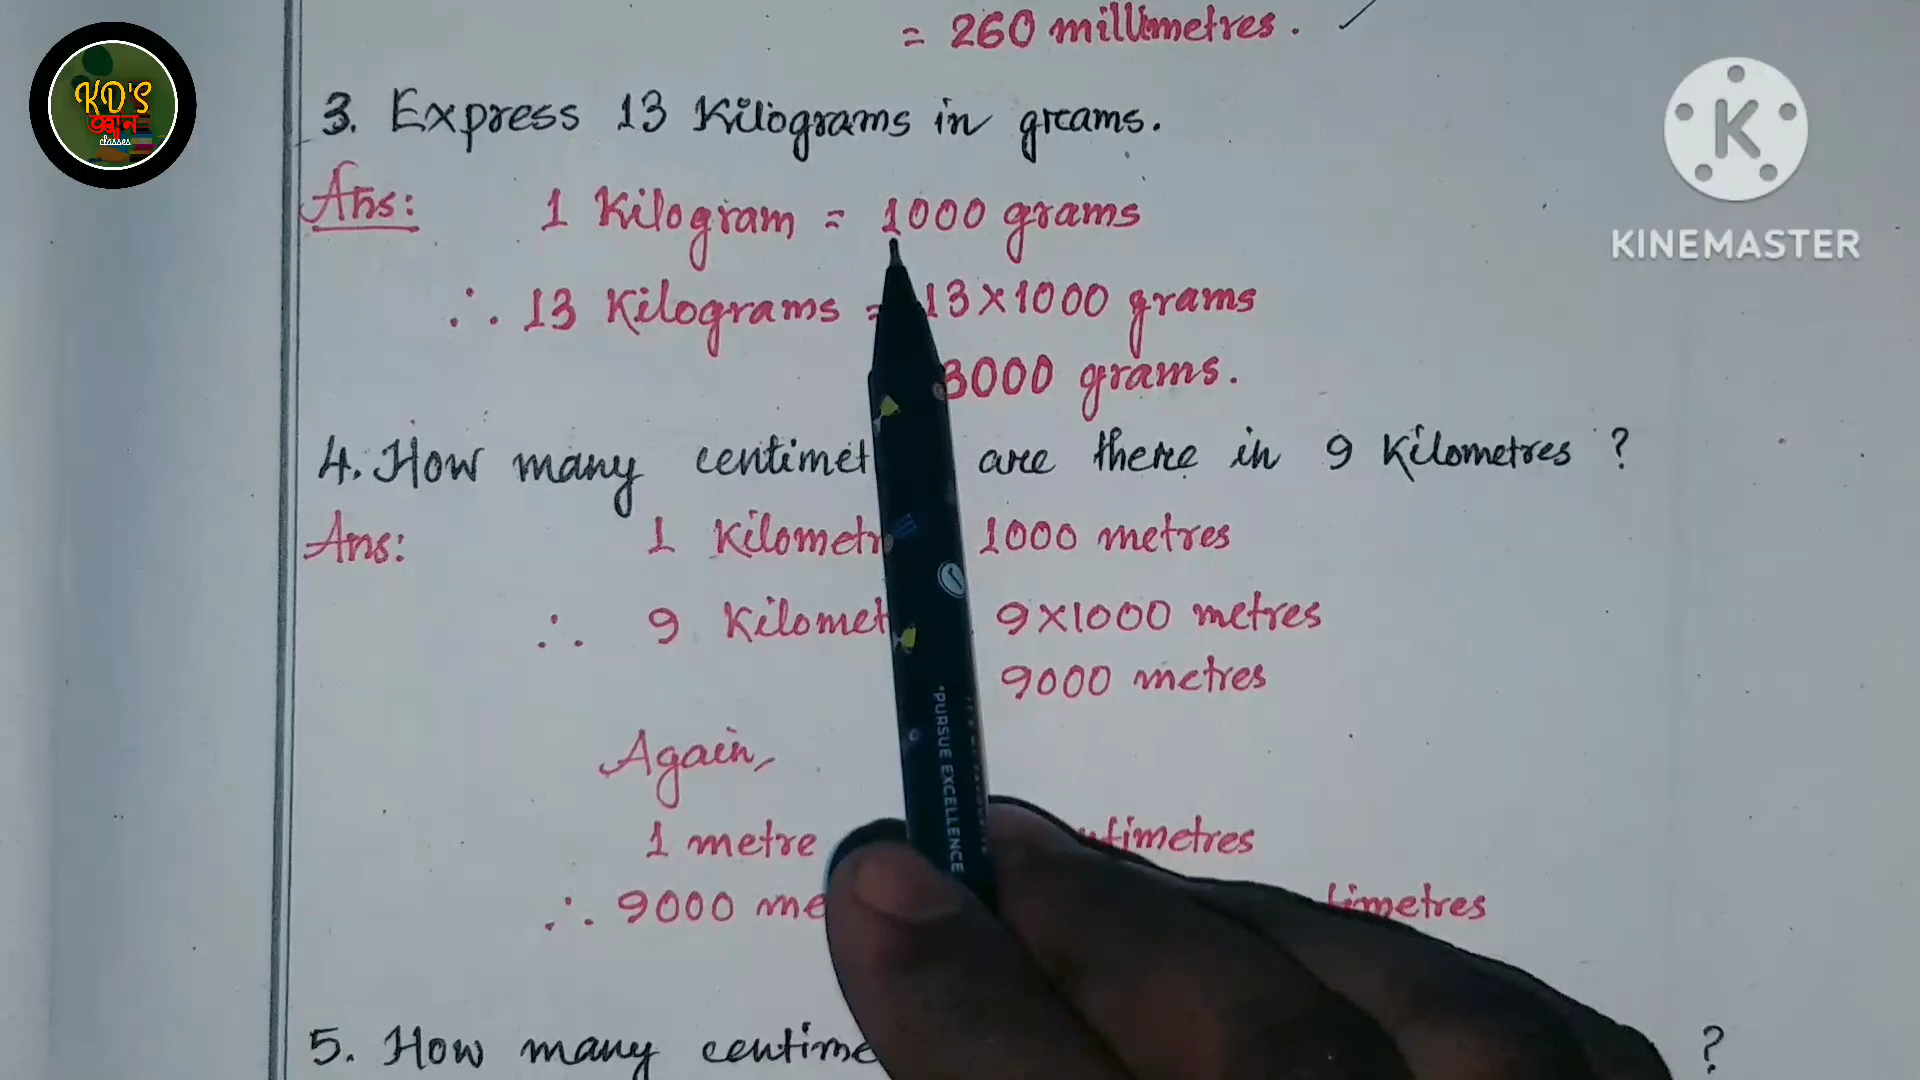 = 260 millimetres.
KD'S
জ্ঞান
classes
K
KINEMASTER
3. Express 13 Kilograms in grams.
Ans: 1 Kilogram = 1000 grams
∴ 13 Kilograms = 13×1000 grams
3000 grams.
4. How many centimet are there in 9 Kilometres ?
Ans: 1 Kilometr 1000 metres
∴ 9 Kilomet 9×1000 metres
9000 metres
Again,
1 metre timetres
∴ 9000 me timetres
5. How many centime ?
PURSUE EXCELLENCE